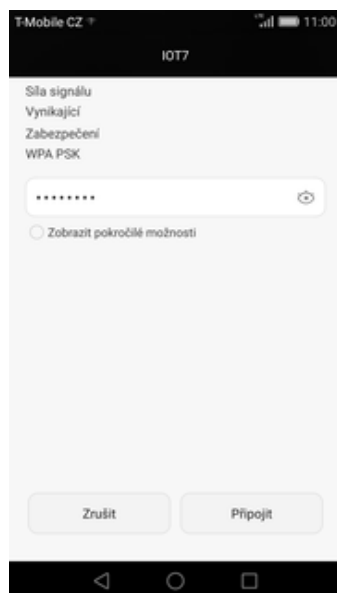 T-Mobile CZ 11:00
IOT7
Síla signálu
Vynikající
Zabezpečení
WPA PSK
••••••••
Zobrazit pokročilé možnosti
Zrušit Připojit